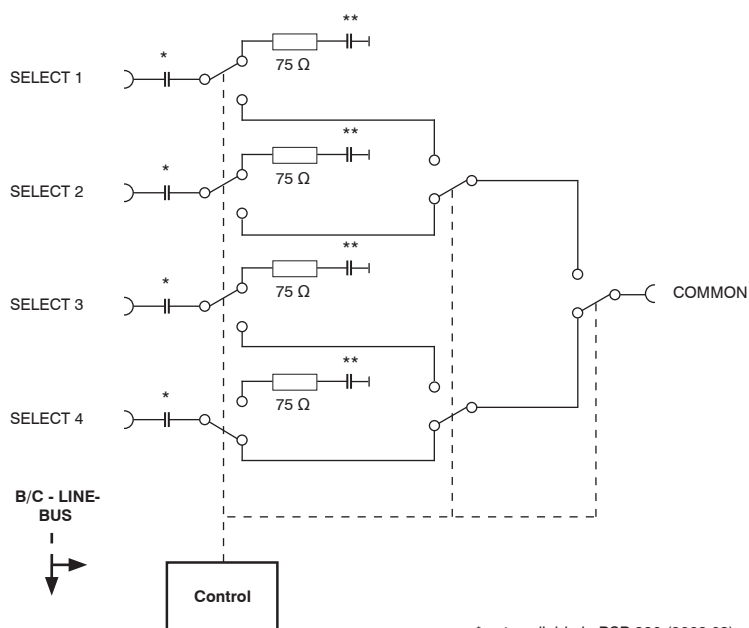 **
*
75 Ω
SELECT 1
**
*
75 Ω
SELECT 2
**
*
75 Ω
SELECT 3
COMMON
**
*
75 Ω
SELECT 4
B/C - LINE-
BUS
Control